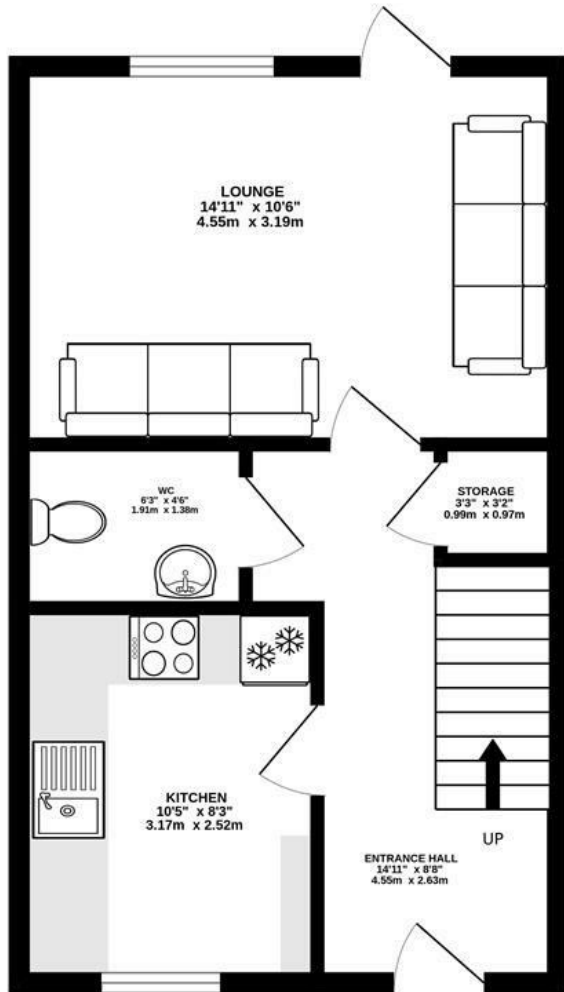 LOUNGE
14'11" x 10'6"
4.55m x 3.19m
WC
6'3" x 4'6"
1.91m x 1.38m
STORAGE
3'3" x 3'2"
0.99m x 0.97m
KITCHEN
10'5" x 8'3"
3.17m x 2.52m
UP
ENTRANCE HALL
14'11" x 8'8"
4.55m x 2.63m